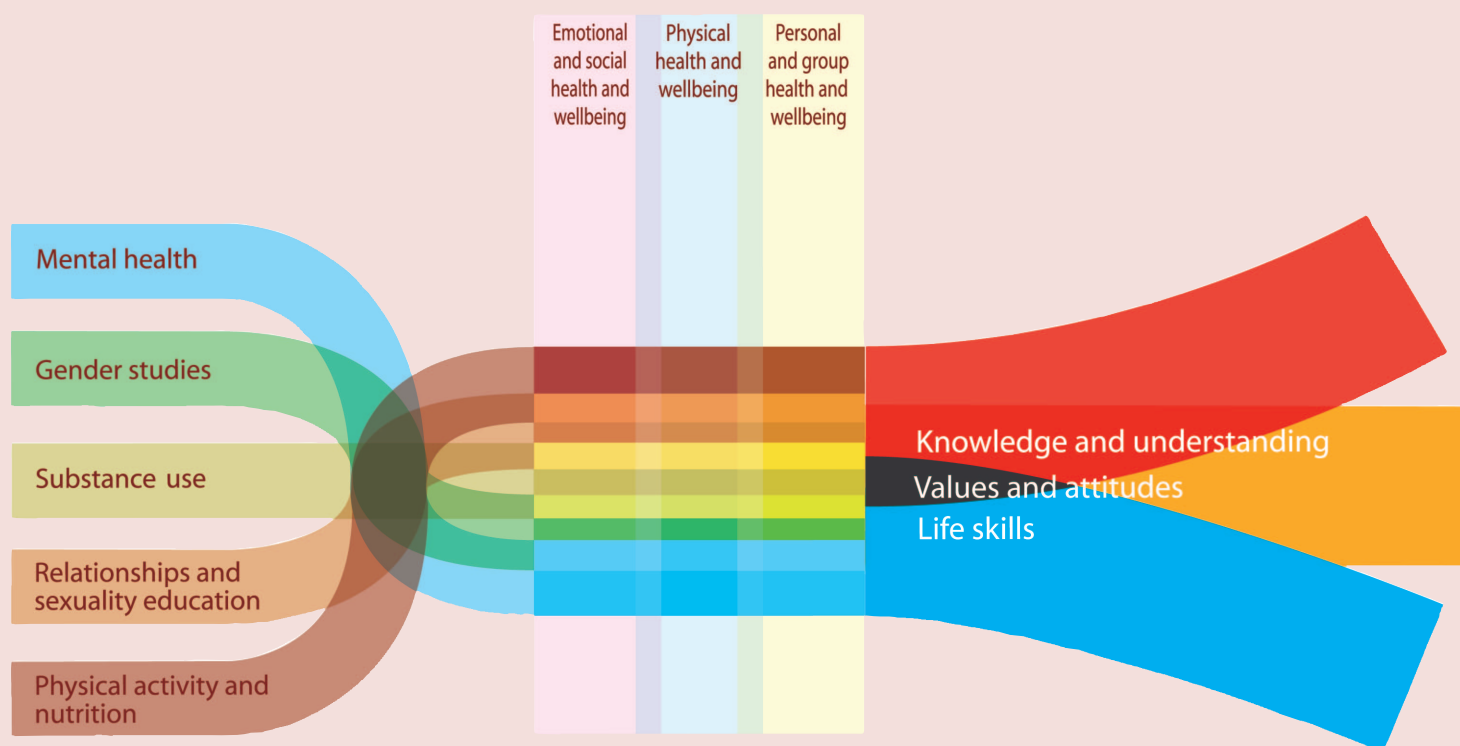 Emotional
and social
health and
wellbeing
Physical
health and
wellbeing
Personal
and group
health and
wellbeing
Mental health
Gender studies
Substance use
Relationships and
sexuality education
Physical activity and
nutrition
Knowledge and understanding
Values and attitudes
Life skills